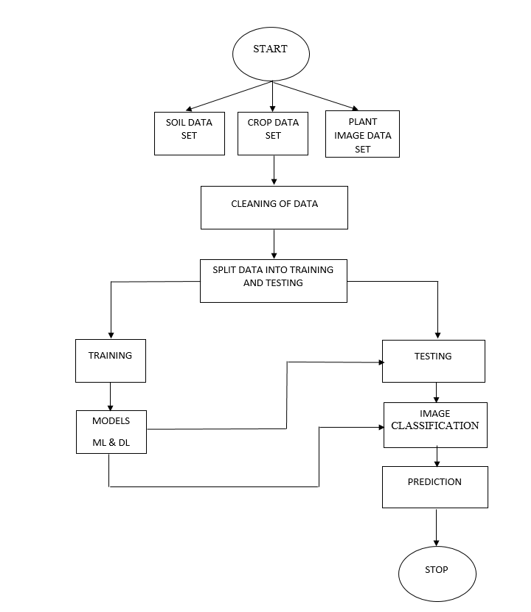 START
SOIL DATA
SET
CROP DATA
SET
PLANT
IMAGE DATA
SET
CLEANING OF DATA
SPLIT DATA INTO TRAINING
AND TESTING
TRAINING
TESTING
MODELS
ML & DL
IMAGE
CLASSIFICATION
PREDICTION
STOP